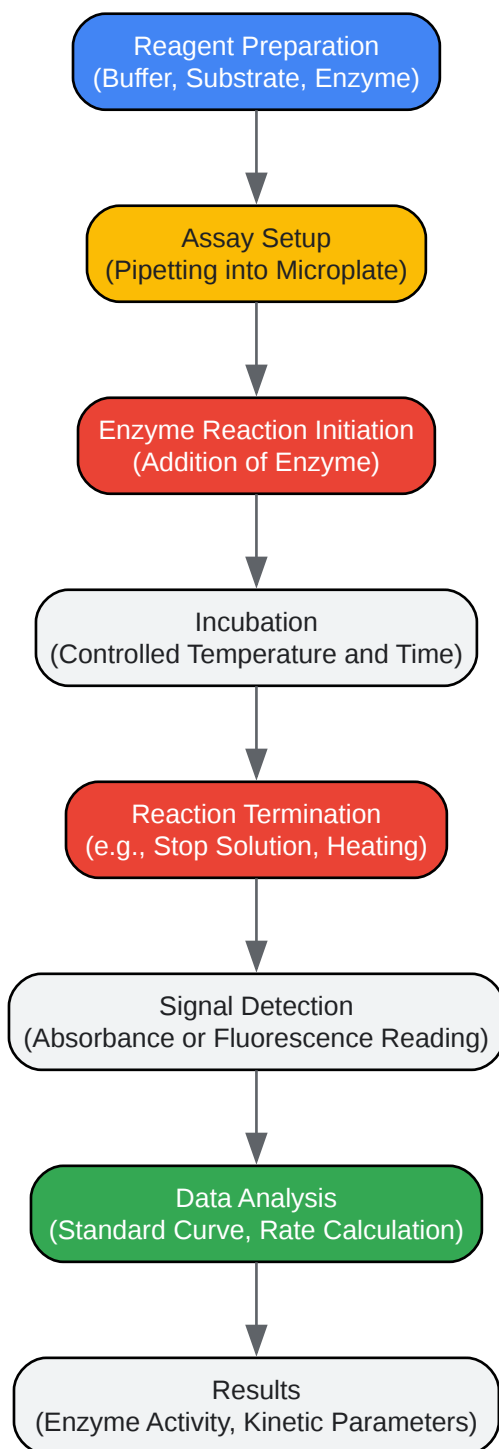 Reagent Preparation
(Buffer, Substrate, Enzyme)
Assay Setup
(Pipetting into Microplate)
Enzyme Reaction Initiation
(Addition of Enzyme)
Incubation
(Controlled Temperature and Time)
Reaction Termination
(e.g., Stop Solution, Heating)
Signal Detection
(Absorbance or Fluorescence Reading)
Data Analysis
(Standard Curve, Rate Calculation)
Results
(Enzyme Activity, Kinetic Parameters)